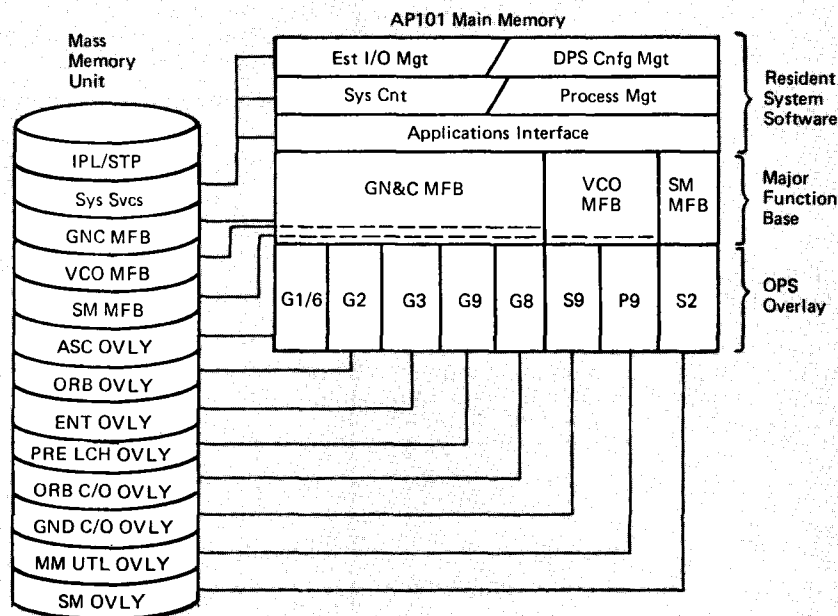 AP101 Main Memory
Mass
Memory
Unit
IPL/STP
Sys Svcs
GNC MFB
VCO MFB
SM MFB
ASC OVLY
ORB OVLY
ENT OVLY
PRE LCH OVLY
ORB C/O OVLY
GND C/O OVLY
MM UTL OVLY
SM OVLY
Est I/O Mgt
DPS Cnfg Mgt
Sys Cnt
Process Mgt
Applications Interface
GN&C MFB
VCO
MFB
SM
MFB
G1/6
G2
G3
G9
G8
S9
P9
S2
Resident
System
Software
Major
Function
Base
OPS
Overlay